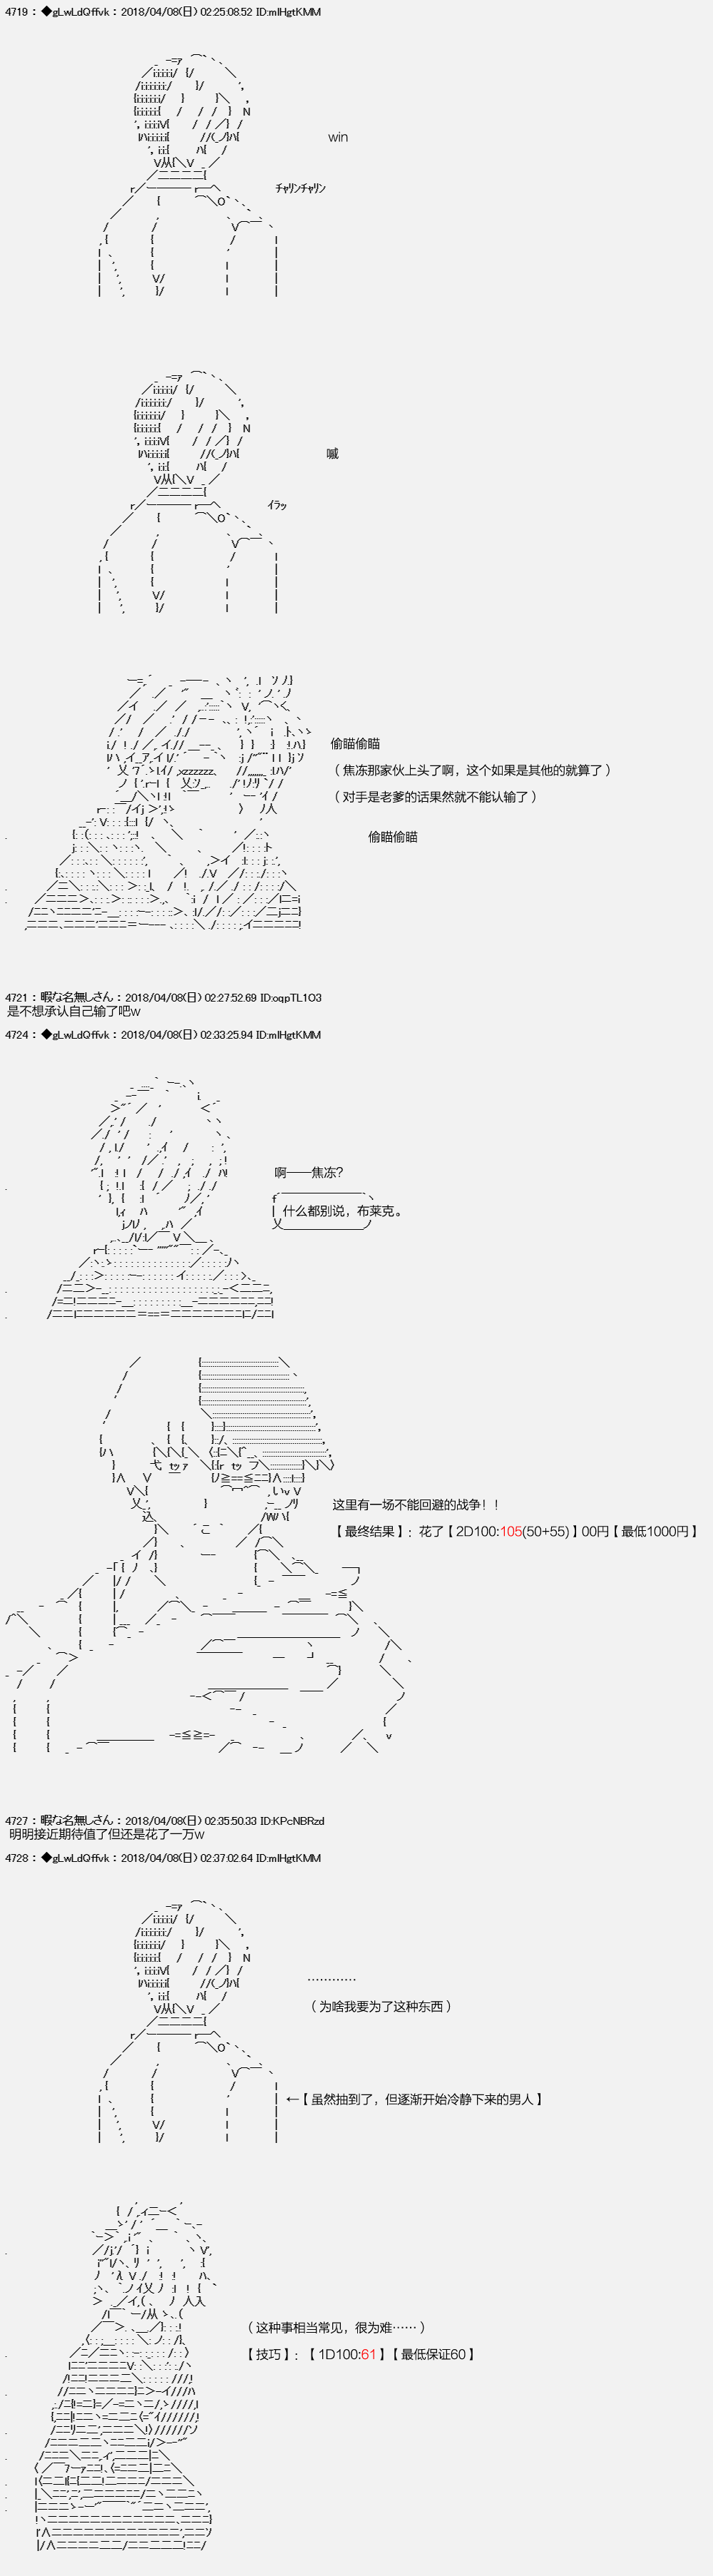 4719 : ◆gLwLdQffvk : 2018/04/08(日) 02:25:08.52 ID:mIHgtKMM
win
ﾁｬﾘﾝﾁｬﾘﾝ
喊
ｲﾗｯ
偷瞄偷瞄
（焦冻那家伙上头了啊，这个如果是其他的就算了）
（对手是老爹的话果然就不能认输了）
偷瞄偷瞄
4721 : 暇な名無しさん : 2018/04/08(日) 02:27:52.69 ID:oqpTL1O3
是不想承认自己输了吧w
4724 : ◆gLwLdQffvk : 2018/04/08(日) 02:33:25.94 ID:mIHgtKMM
啊──焦冻？
什么都别说，布莱克。
这里有一场不能回避的战争！！
【最终结果】：花了【2D100:105(50+55)】00円【最低1000円】
4727 : 暇な名無しさん : 2018/04/08(日) 02:35:50.33 ID:KPcNBRzd
明明接近期待值了但还是花了一万w
4728 : ◆gLwLdQffvk : 2018/04/08(日) 02:37:02.64 ID:mIHgtKMM
…………
（为啥我要为了这种东西）
←【虽然抽到了，但逐渐开始冷静下来的男人】
（这种事相当常见，很为难……）
【技巧】：【1D100:61】【最低保证60】